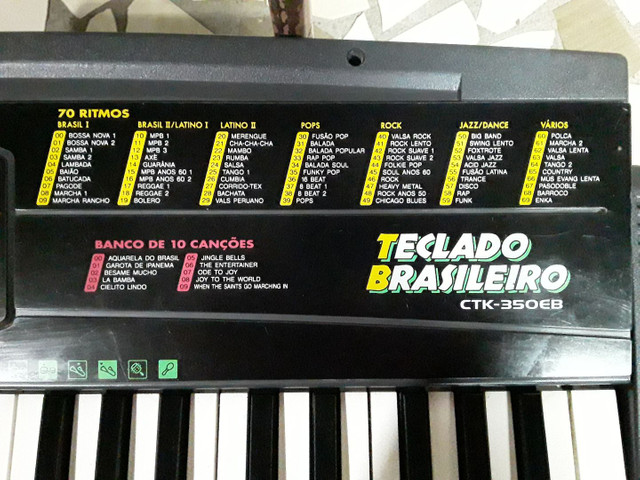 70 RITMOS
BRASIL I
00 BOSSA NOVA 1
01 BOSSA NOVA 2
02 SAMBA 1
03 SAMBA 2
04 LAMBADA
05 BAIÃO
06 BATUCADA
07 PAGODE
08 MARCHA 1
09 MARCHA RANCHO
BRASIL II/LATINO I
10 MPB 1
11 MPB 2
12 MPB 3
13 AXÉ
14 GUARÂNIA
15 MPB ANOS 60 1
16 MPB ANOS 60 2
17 REGGAE 1
18 REGGAE 2
19 BOLERO
LATINO II
20 MERENGUE
21 CHA-CHA-CHA
22 MAMBO
23 RUMBA
24 SALSA
25 TANGO 1
26 CUMBIA
27 CORRIDO-TEX
28 BACHATA
29 VALS PERUANO
POPS
30 FUSÃO POP
31 BALADA
32 BALADA POPULAR
33 RAP POP
34 BALADA SOUL
35 FUNKY POP
36 16 BEAT
37 8 BEAT 1
38 8 BEAT 2
39 POPS
ROCK
40 VALSA ROCK
41 ROCK LENTO
42 ROCK SUAVE 1
43 ROCK SUAVE 2
44 FOLKIE POP
45 SOUL ANOS 60
46 ROCK
47 HEAVY METAL
48 ROCK ANOS 50
49 CHICAGO BLUES
JAZZ/DANCE
50 BIG BAND
51 SWING LENTO
52 FOXTROTE
53 VALSA JAZZ
54 ACID JAZZ
55 FUSÃO LATINA
56 TRANCE
57 DISCO
58 RAP
59 FUNK
VÁRIOS
60 POLCA
61 MARCHA 2
62 VALSA LENTA
63 VALSA
64 TANGO 2
65 COUNTRY
66 MUS EVANG LENTA
67 PASODOBLE
68 BARROCO
69 ENKA
BANCO DE 10 CANÇÕES
00 AQUARELA DO BRASIL
01 GAROTA DE IPANEMA
02 BESAME MUCHO
03 LA BAMBA
04 CIELITO LINDO
05 JINGLE BELLS
06 THE ENTERTAINER
07 ODE TO JOY
08 JOY TO THE WORLD
09 WHEN THE SAINTS GO MARCHING IN
TECLADO
BRASILEIRO
CTK-350EB